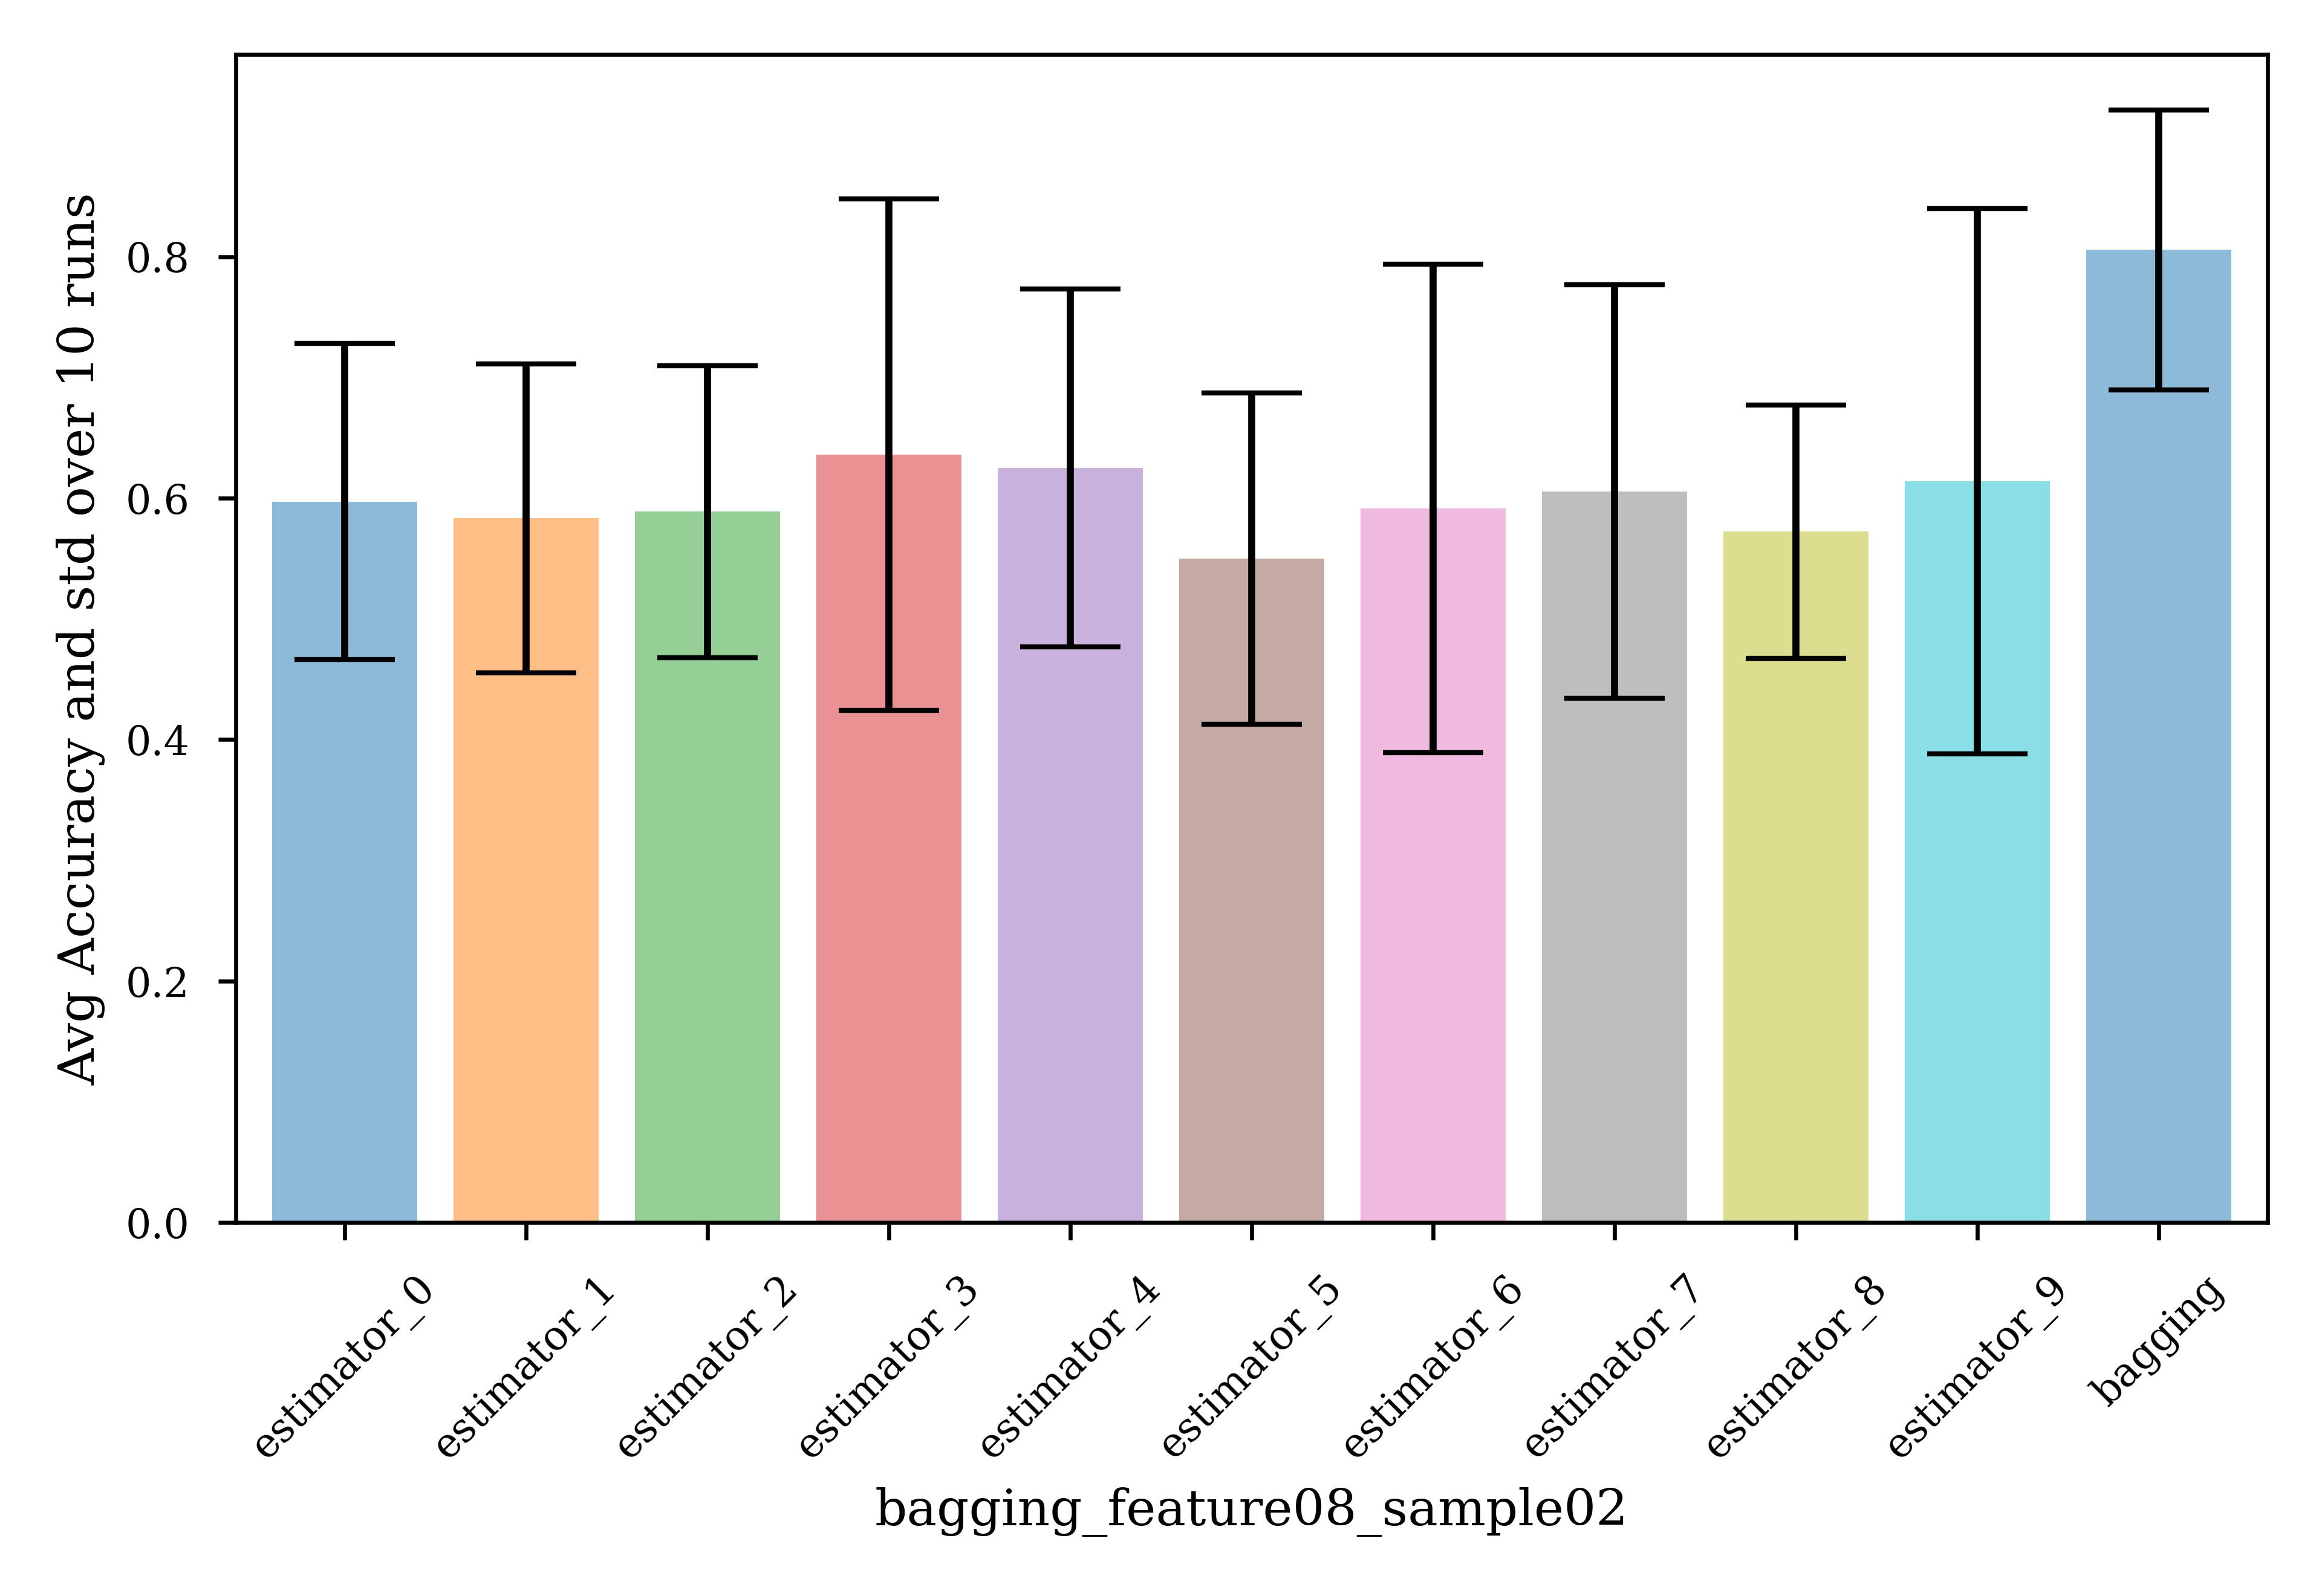 Avg Accuracy and std over 10 runs
0.8
0.6
0.4
0.2
0.0
estimator_0
estimator_1
estimator_2
estimator_3
estimator_4
estimator_5
estimator_6
estimator_7
estimator_8
estimator_9
bagging
bagging_feature08_sample02